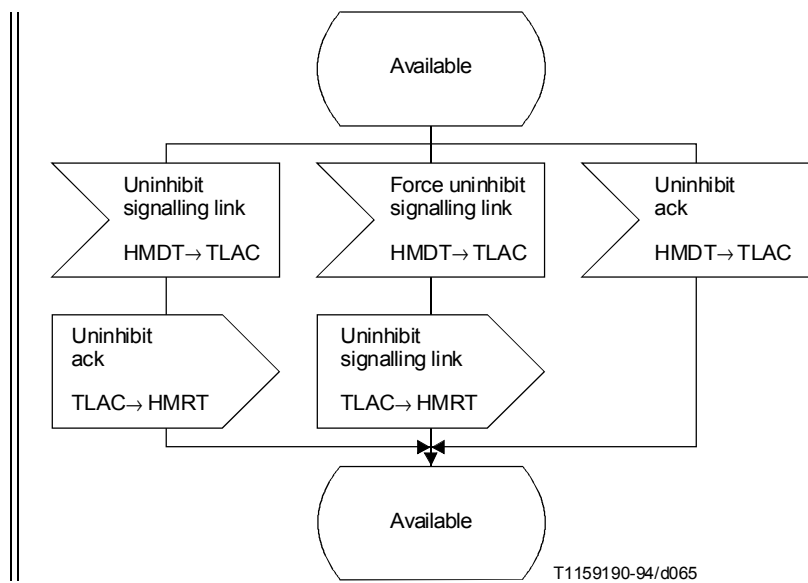 Available
Uninhibit
signalling link
HMDT→TLAC
Force uninhibit
signalling link
HMDT→TLAC
Uninhibit
ack
HMDT→TLAC
Uninhibit
ack
TLAC→HMRT
Uninhibit
signalling link
TLAC→HMRT
Available
T1159190-94/d065